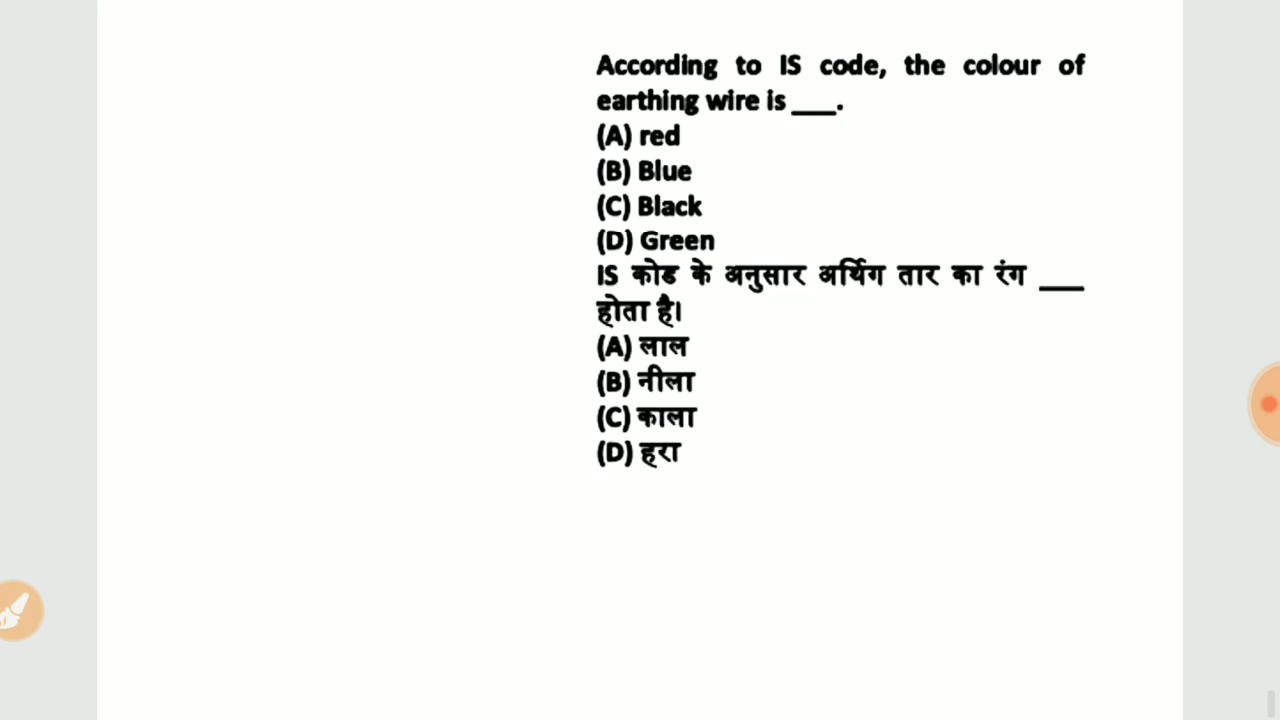 According to IS code, the colour of
earthing wire is ___.
(A) red
(B) Blue
(C) Black
(D) Green
IS कोड के अनुसार अर्थिग तार का रंग ___
होता है।
(A) लाल
(B) नीला
(C) काला
(D) हरा